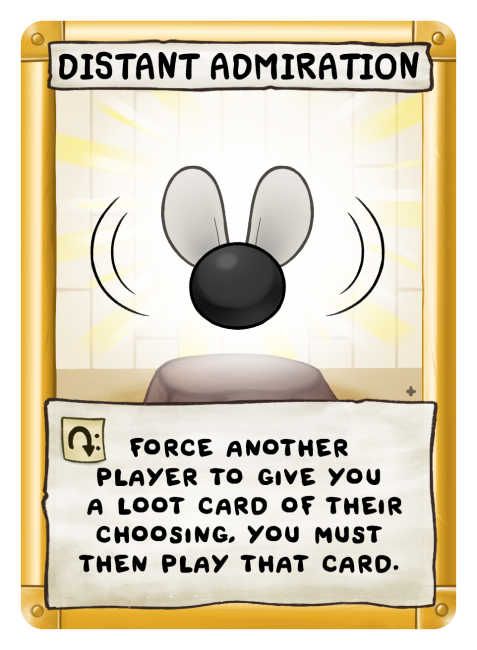 DISTANT ADMIRATION
: FORCE ANOTHER
PLAYER TO GIVE YOU
A LOOT CARD OF THEIR
CHOOSING. YOU MUST
THEN PLAY THAT CARD.